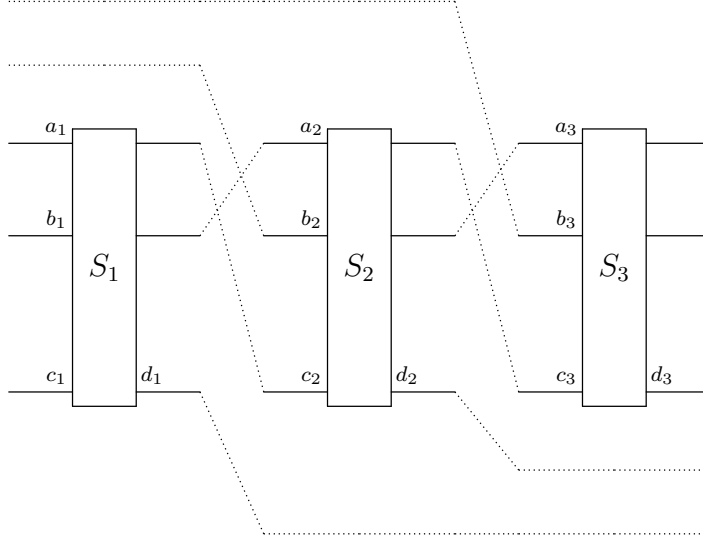 a₁ a₂ a₃
b₁ b₂ b₃
S₁ S₂ S₃
c₁ d₁ c₂ d₂ c₃ d₃